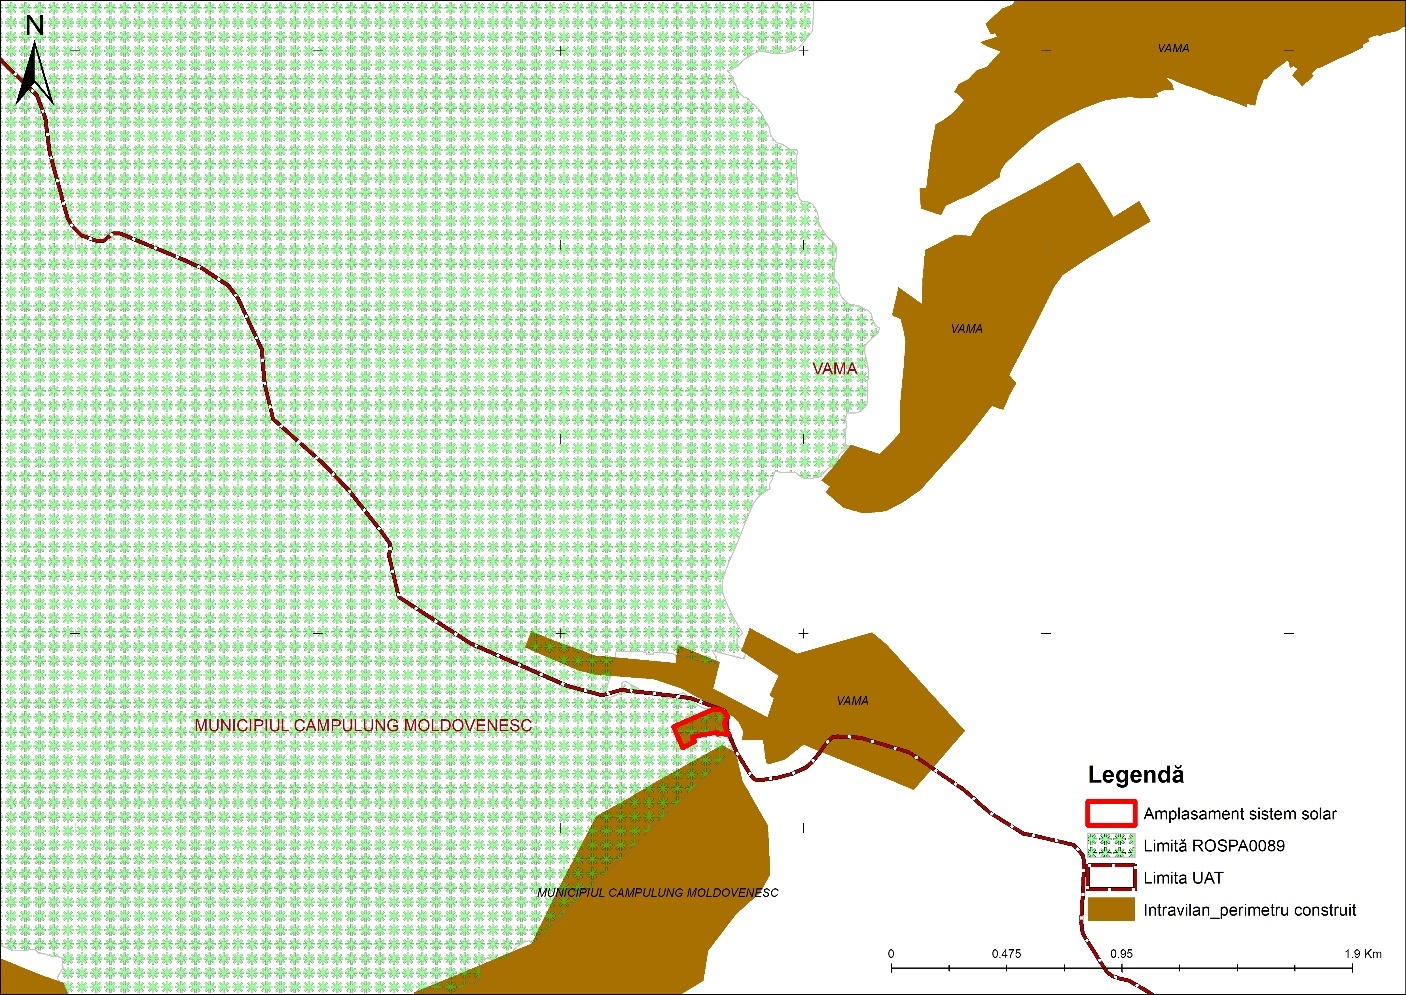 N
VAMA
VAMA
VAMA
VAMA
MUNICIPIUL CAMPULUNG MOLDOVENESC
MUNICIPIUL CAMPULUNG MOLDOVENESC
Legendă
Amplasament sistem solar
Limită ROSPA0089
Limita UAT
Intravilan_perimetru construit
0 0.475 0.95 1.9 Km